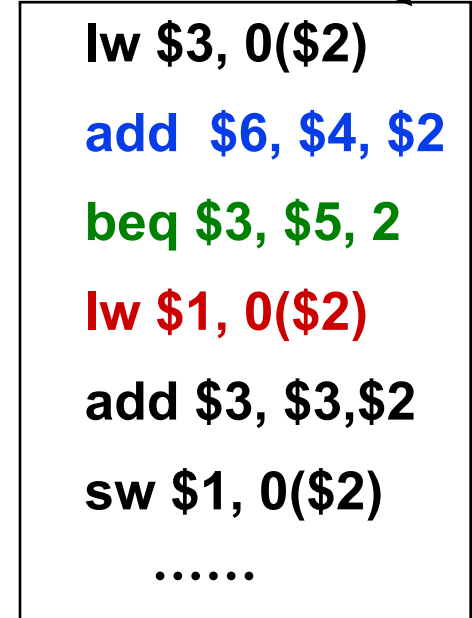 lw $3, 0($2)
add $6, $4, $2
beq $3, $5, 2
lw $1, 0($2)
add $3, $3,$2
sw $1, 0($2)
......